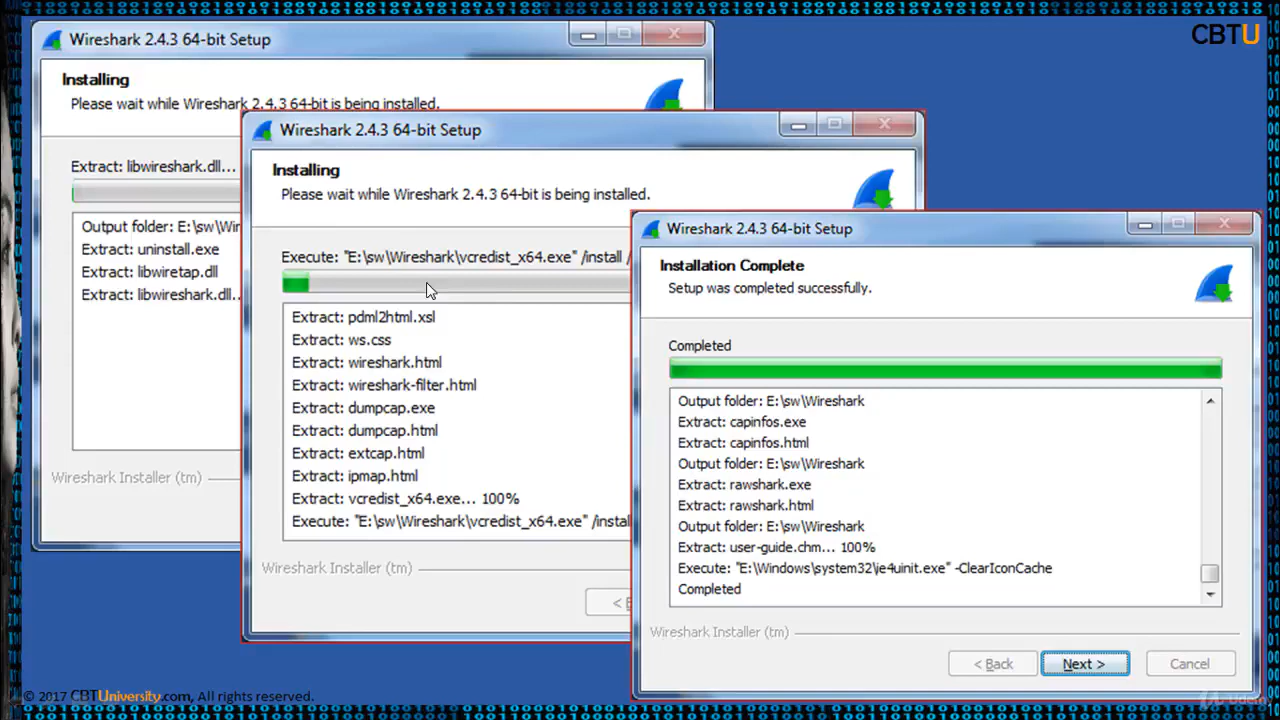 CBTU
Wireshark 2.4.3 64-bit Setup
Installing
Please wait while Wireshark 2.4.3 64-bit is being installed.
Extract: libwireshark.dll...
Output folder: E:\sw\Wi
Extract: uninstall.exe
Extract: libwiretap.dll
Extract: libwireshark.dll..
Wireshark Installer (tm)
Wireshark 2.4.3 64-bit Setup
Installing
Please wait while Wireshark 2.4.3 64-bit is being installed.
Execute: "E:\sw\Wireshark\vcredist_x64.exe" /install /
Extract: pdml2html.xsl
Extract: ws.css
Extract: wireshark.html
Extract: wireshark-filter.html
Extract: dumpcap.exe
Extract: dumpcap.html
Extract: extcap.html
Extract: ipmap.html
Extract: vcredist_x64.exe... 100%
Execute: "E:\sw\Wireshark\vcredist_x64.exe" /instal
Wireshark Installer (tm)
Wireshark 2.4.3 64-bit Setup
Installation Complete
Setup was completed successfully.
Completed
Output folder: E:\sw\Wireshark
Extract: capinfos.exe
Extract: capinfos.html
Output folder: E:\sw\Wireshark
Extract: rawshark.exe
Extract: rawshark.html
Output folder: E:\sw\Wireshark
Extract: user-guide.chm... 100%
Execute: "E:\Windows\system32\ie4uinit.exe" -ClearIconCache
Completed
Wireshark Installer (tm)
< Back Next > Cancel
© 2017 CBTUniversity.com, All rights reserved.